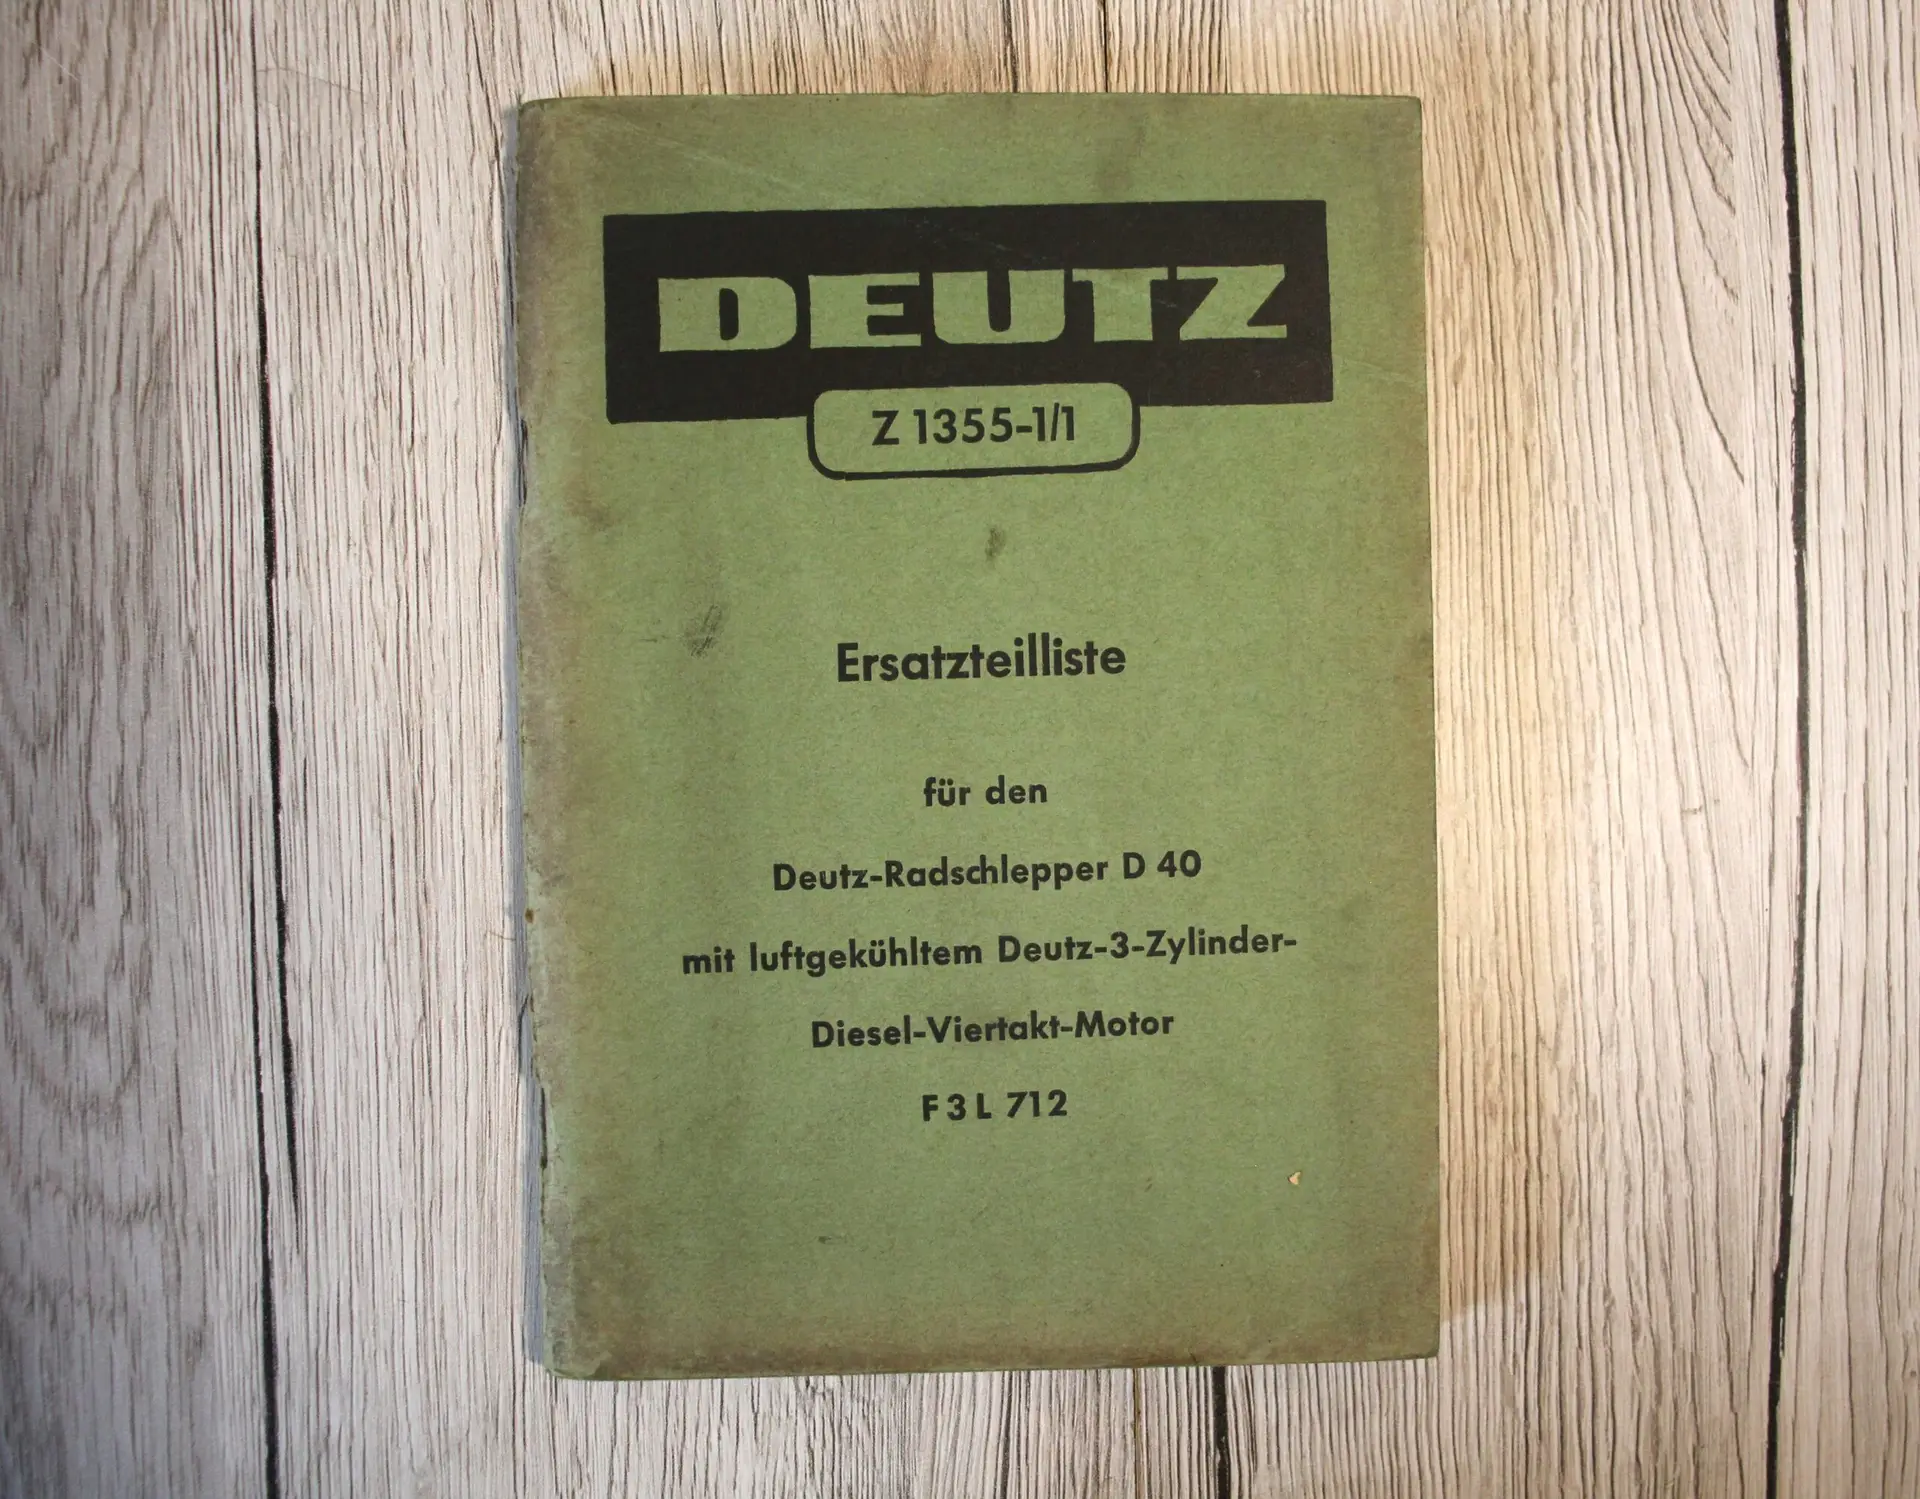 DEUTZ
Z 1355-1/1
Ersatzteilliste
für den
Deutz-Radschlepper D 40
mit luftgekühltem Deutz-3-Zylinder-
Diesel-Viertakt-Motor
F 3 L 712